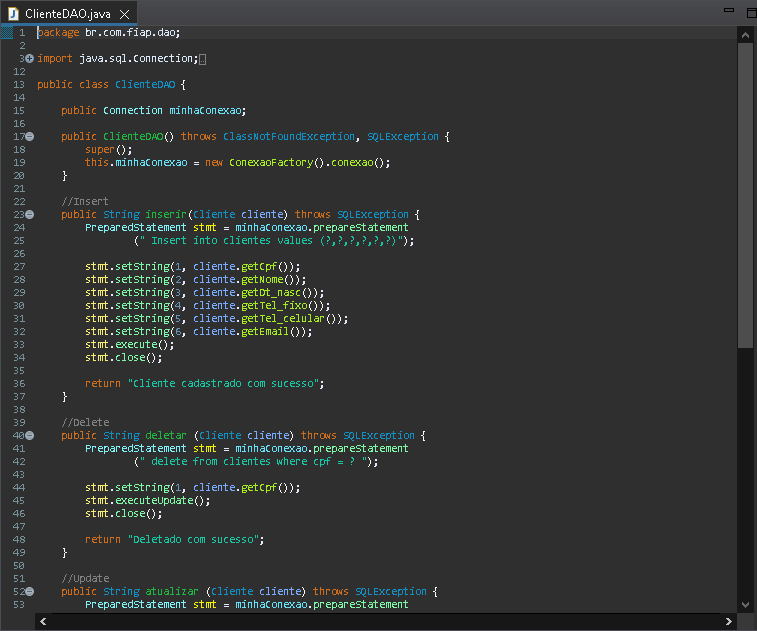 ClienteDAO.java
1 package br.com.fiap.dao;
2
3 import java.sql.Connection;
12
13 public class ClienteDAO {
14
15 public Connection minhaConexao;
16
17 public ClienteDAO() throws ClassNotFoundException, SQLException {
18 super();
19 this.minhaConexao = new ConexaoFactory().conexao();
20 }
21
22 //Insert
23 public String inserir(Cliente cliente) throws SQLException {
24 PreparedStatement stmt = minhaConexao.prepareStatement
25 (" Insert into clientes values (?,?,?,?,?,?)");
26
27 stmt.setString(1, cliente.getCpf());
28 stmt.setString(2, cliente.getNome());
29 stmt.setString(3, cliente.getDt_nasc());
30 stmt.setString(4, cliente.getTel_fixo());
31 stmt.setString(5, cliente.getTel_celular());
32 stmt.setString(6, cliente.getEmail());
33 stmt.execute();
34 stmt.close();
35
36 return "Cliente cadastrado com sucesso";
37 }
38
39 //Delete
40 public String deletar (Cliente cliente) throws SQLException {
41 PreparedStatement stmt = minhaConexao.prepareStatement
42 (" delete from clientes where cpf = ? ");
43
44 stmt.setString(1, cliente.getCpf());
45 stmt.executeUpdate();
46 stmt.close();
47
48 return "Deletado com sucesso";
49 }
50
51 //Update
52 public String atualizar (Cliente cliente) throws SQLException {
53 PreparedStatement stmt = minhaConexao.prepareStatement